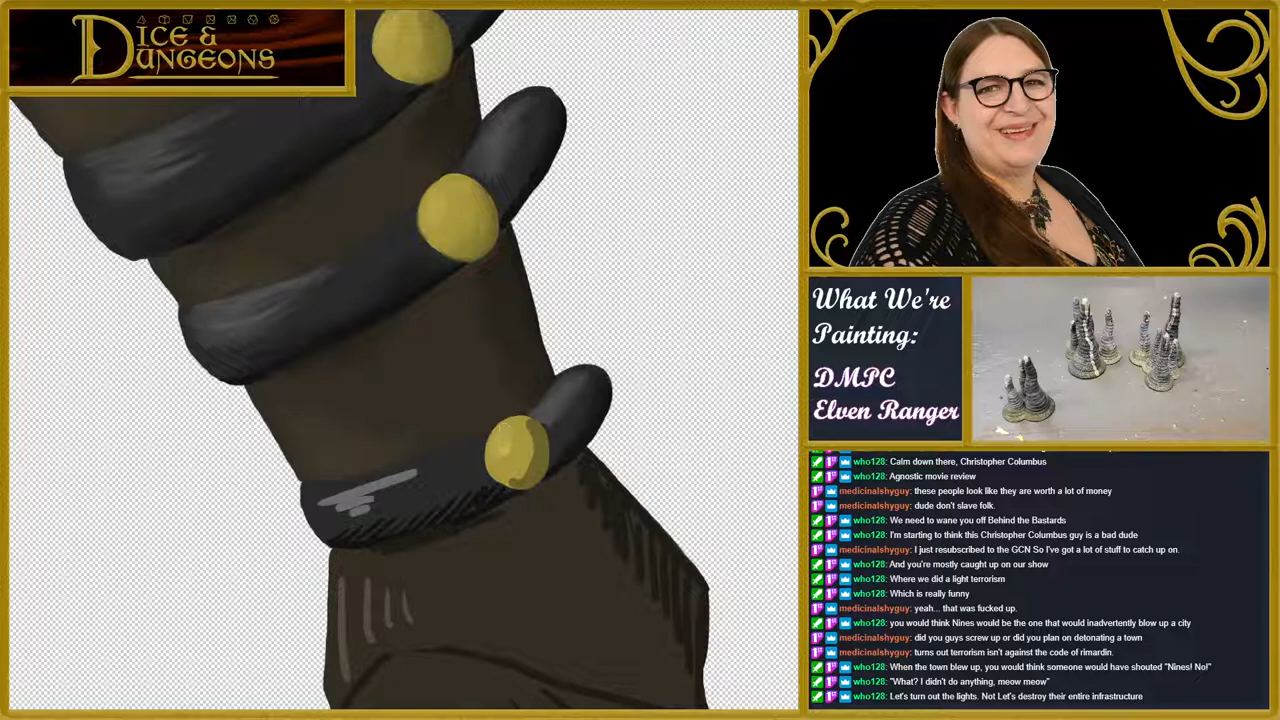 Dice &
Dungeons
What We're
Painting:
DMPC
Elven Ranger
who128: Calm down there, Christopher Columbus
who128: Agnostic movie review
medicinalshyguy: these people look like they are worth a lot of money
medicinalshyguy: dude don't slave folk.
who128: We need to wane you off Behind the Bastards
who128: I'm starting to think this Christopher Columbus guy is a bad dude
medicinalshyguy: I just resubscribed to the GCN So I've got a lot of stuff to catch up on.
who128: And you're mostly caught up on our show
who128: Where we did a light terrorism
who128: Which is really funny
medicinalshyguy: yeah... that was fucked up.
who128: you would think Nines would be the one that would inadvertently blow up a city
medicinalshyguy: did you guys screw up or did you plan on detonating a town
medicinalshyguy: turns out terrorism isn't against the code of rimardin.
who128: When the town blew up, you would think someone would have shouted "Nines! No!"
who128: "What? I didn't do anything, meow meow"
who128: Let's turn out the lights. Not Let's destroy their entire infrastructure